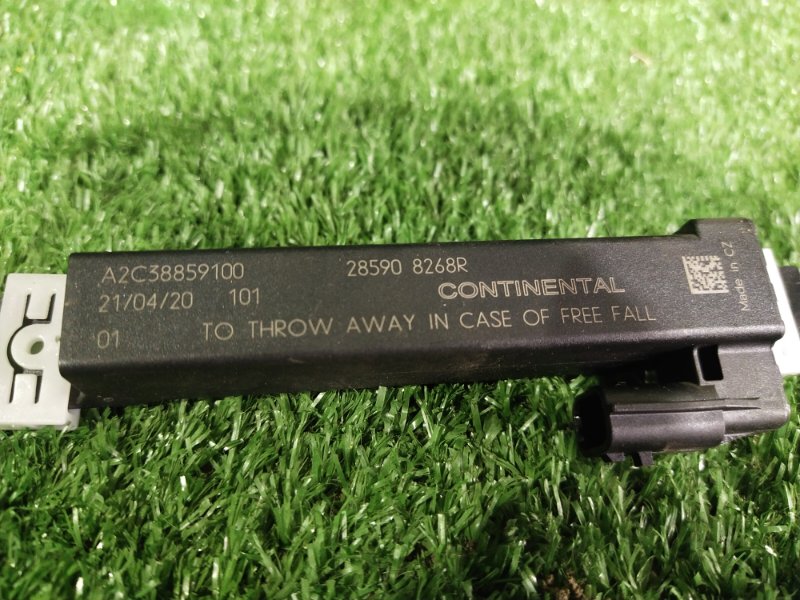 A2C38859100 28590 8268R
21/04/20 101 CONTINENTAL
01 TO THROW AWAY IN CASE OF FREE FALL
Made in CZ